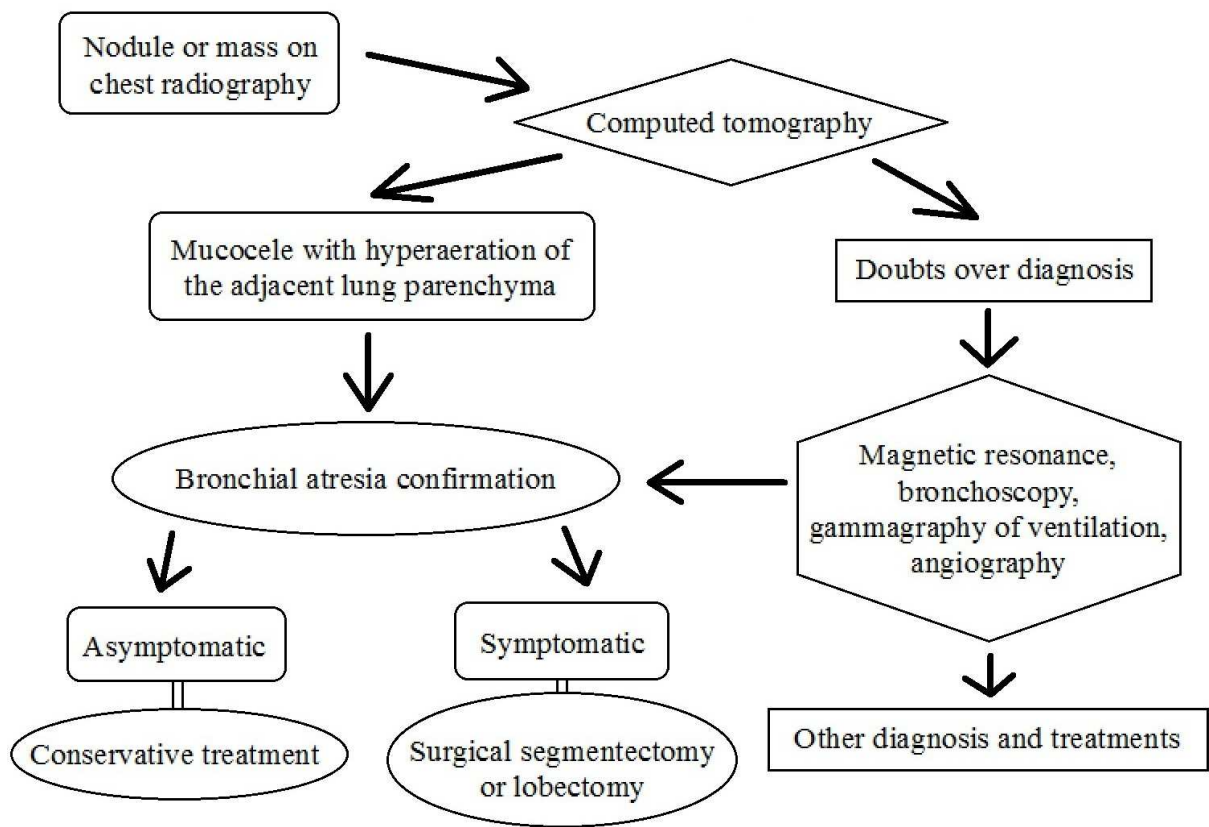 Nodule or mass on
chest radiography
Computed tomography
Mucocele with hyperaeration of
the adjacent lung parenchyma
Doubts over diagnosis
Bronchial atresia confirmation
Magnetic resonance,
bronchoscopy,
gammagraphy of ventilation,
angiography
Asymptomatic
Symptomatic
Conservative treatment
Surgical segmentectomy
or lobectomy
Other diagnosis and treatments